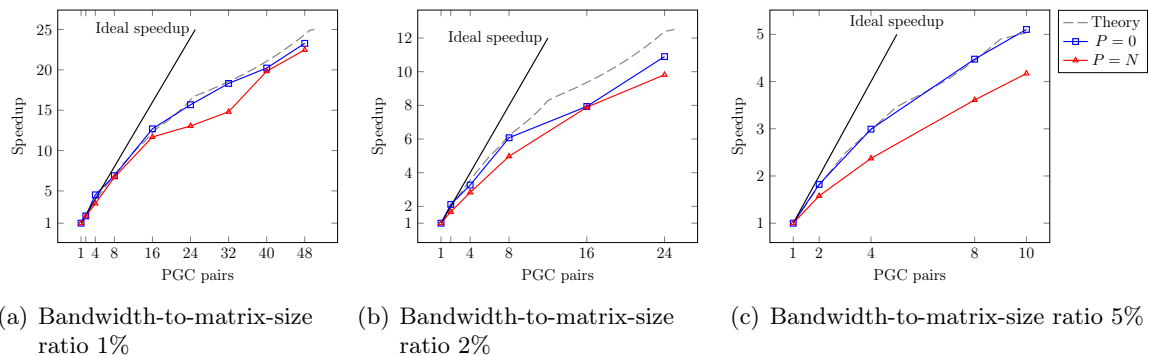 Ideal speedup
25
20
15
10
5
1
Speedup
1 4 8 16 24 32 40 48
PGC pairs
(a) Bandwidth-to-matrix-size
ratio 1%
Ideal speedup
12
10
8
6
4
2
1
Speedup
1 4 8 16 24
PGC pairs
(b) Bandwidth-to-matrix-size
ratio 2%
Ideal speedup
5
4
3
2
1
Speedup
1 2 4 8 10
PGC pairs
(c) Bandwidth-to-matrix-size ratio 5%
Theory
P = 0
P = N